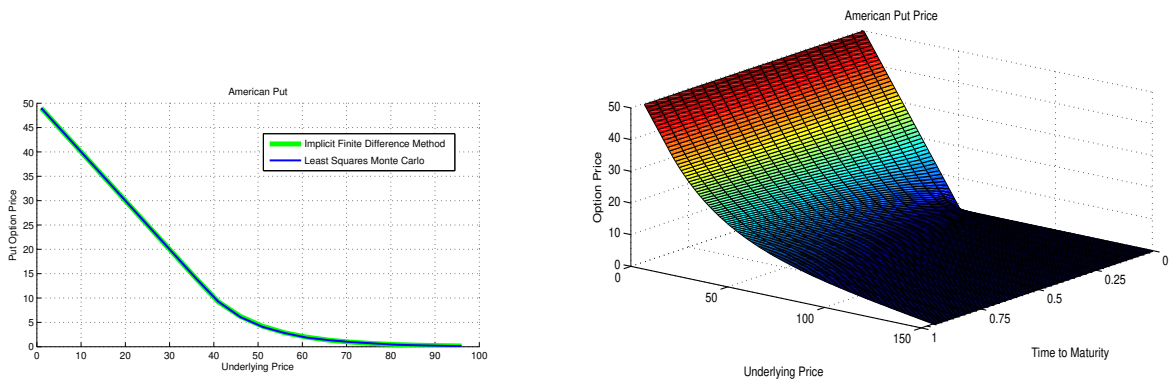 American Put
50
45
40
35
30
25
20
15
10
5
0
Put Option Price
Implicit Finite Difference Method
Least Squares Monte Carlo
0 10 20 30 40 50 60 70 80 90 100
Underlying Price
American Put Price
50
40
30
20
10
0
Option Price
0
50
100
150
Underlying Price
0
0.25
0.5
0.75
1
Time to Maturity